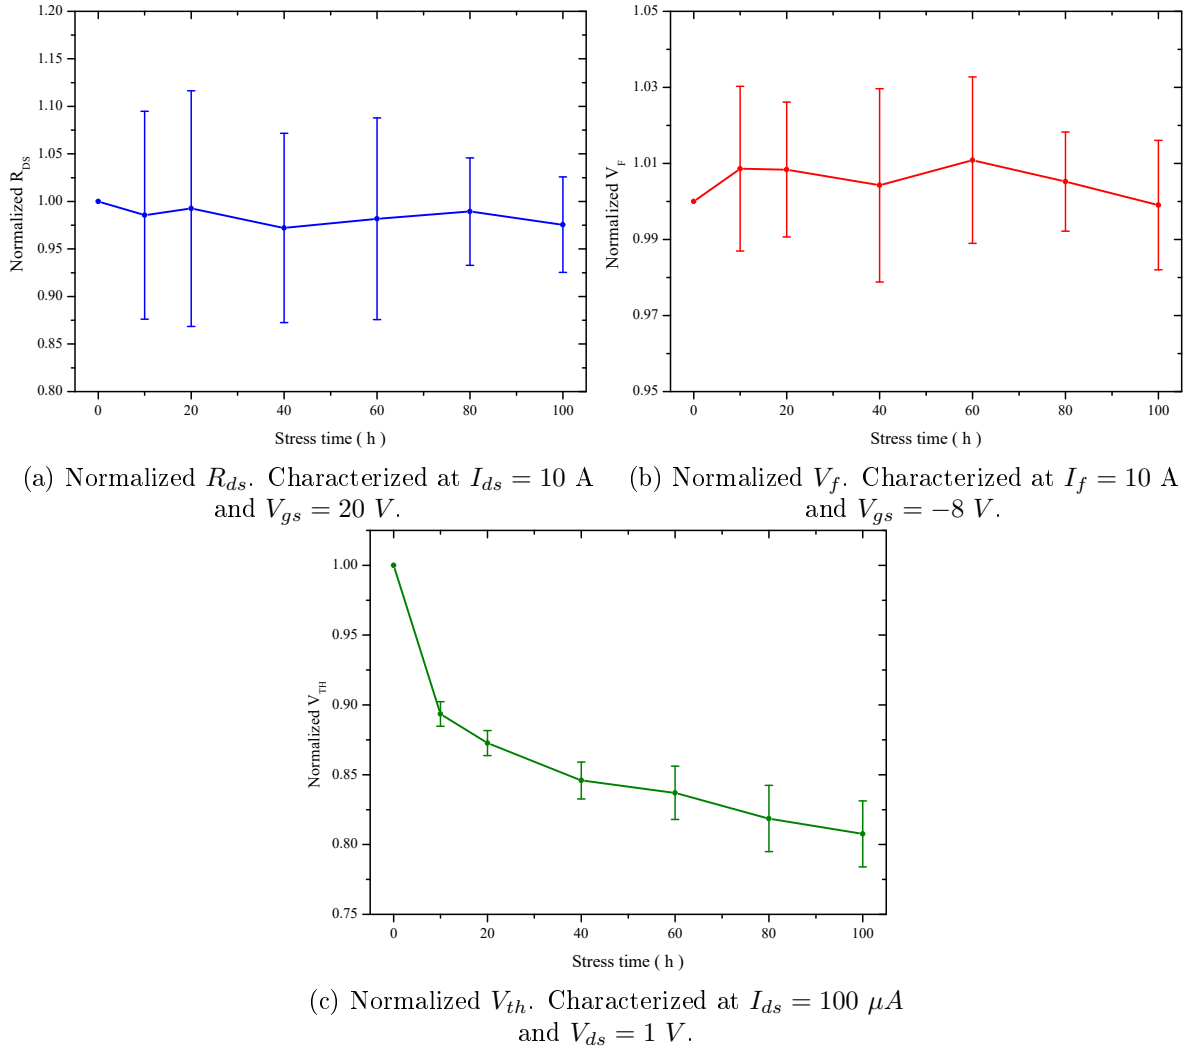 1.20
1.15
1.10
1.05
1.00
0.95
0.90
0.85
0.80
Normalized R_DS
0 20 40 60 80 100
Stress time ( h )
1.05
1.03
1.01
0.99
0.97
0.95
Normalized V_F
0 20 40 60 80 100
Stress time ( h )
(a) Normalized R_ds. Characterized at I_ds = 10 A
and V_gs = 20 V.
(b) Normalized V_f. Characterized at I_f = 10 A
and V_gs = −8 V.
1.00
0.95
0.90
0.85
0.80
0.75
Normalized V_TH
0 20 40 60 80 100
Stress time ( h )
(c) Normalized V_th. Characterized at I_ds = 100 μA
and V_ds = 1 V.